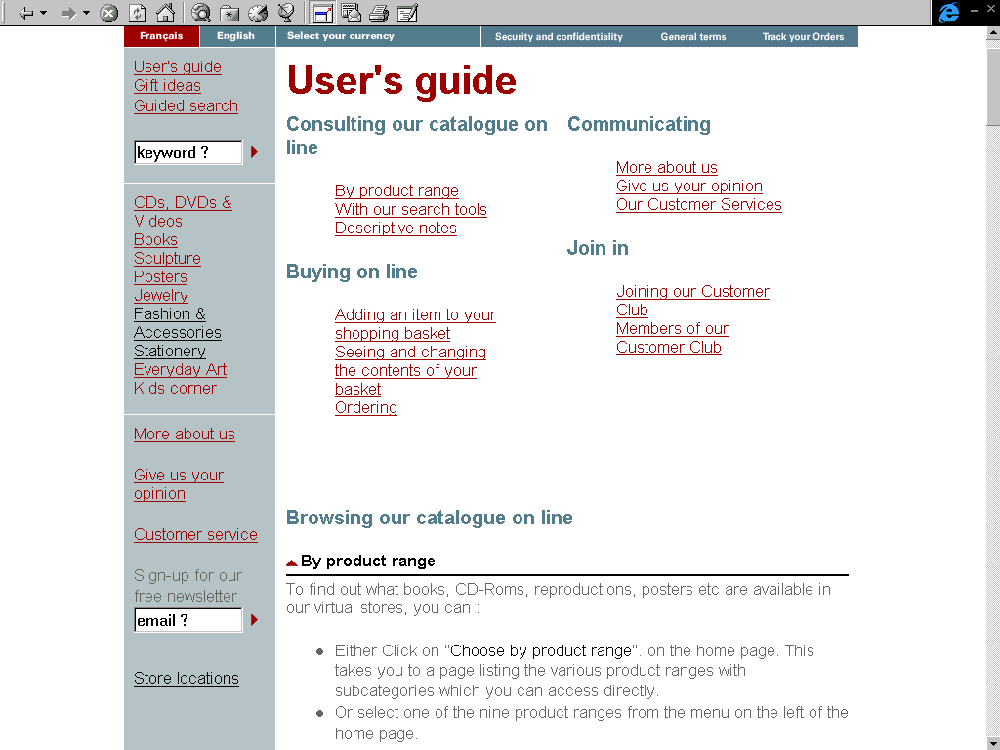 Français English Select your currency Security and confidentiality General terms Track your Orders
User's guide
Gift ideas
Guided search
keyword ?
CDs, DVDs &
Videos
Books
Sculpture
Posters
Jewelry
Fashion &
Accessories
Stationery
Everyday Art
Kids corner
More about us
Give us your
opinion
Customer service
Sign-up for our
free newsletter
email ?
Store locations
User's guide
Consulting our catalogue on
line
By product range
With our search tools
Descriptive notes
Buying on line
Adding an item to your
shopping basket
Seeing and changing
the contents of your
basket
Ordering
Communicating
More about us
Give us your opinion
Our Customer Services
Join in
Joining our Customer
Club
Members of our
Customer Club
Browsing our catalogue on line
By product range
To find out what books, CD-Roms, reproductions, posters etc are available in
our virtual stores, you can :
Either Click on "Choose by product range". on the home page. This
takes you to a page listing the various product ranges with
subcategories which you can access directly.
Or select one of the nine product ranges from the menu on the left of the
home page.